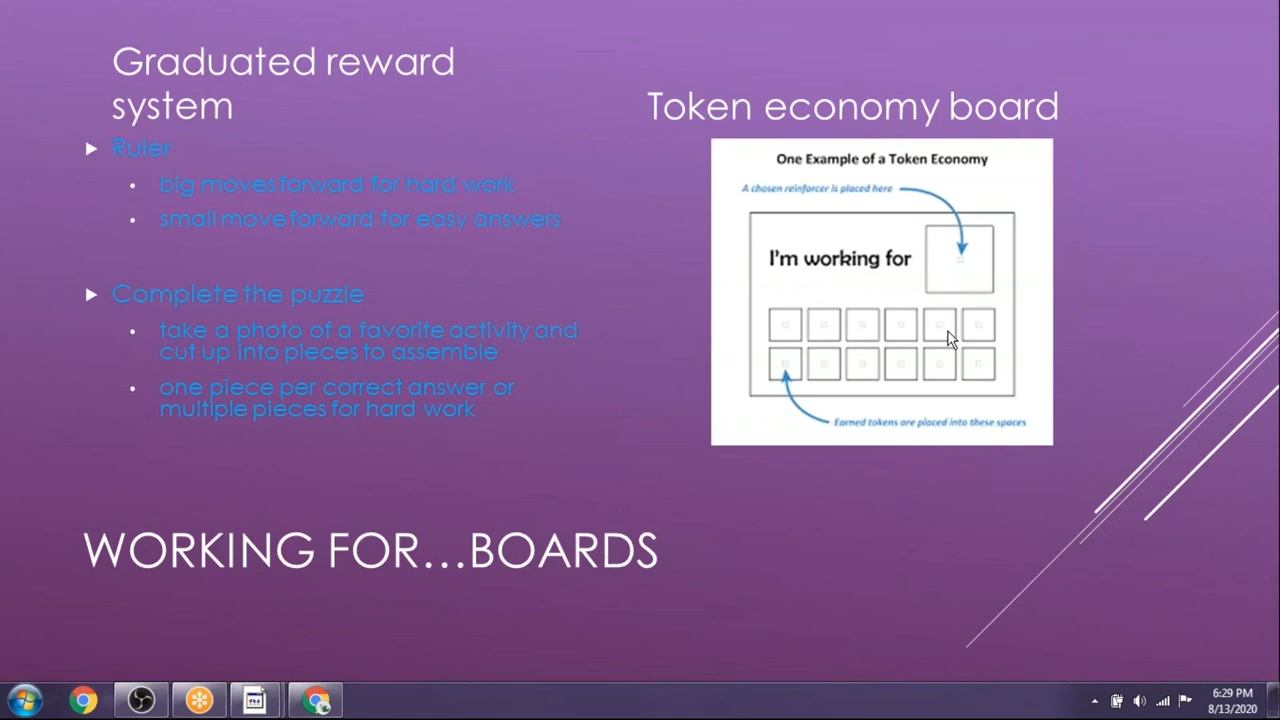 Graduated reward
system
Ruler
big moves forward for hard work
small move forward for easy answers
Complete the puzzle
take a photo of a favorite activity and
cut up into pieces to assemble
one piece per correct answer or
multiple pieces for hard work
Token economy board
One Example of a Token Economy
A chosen reinforcer is placed here
I'm working for
Earned tokens are placed into these spaces
WORKING FOR...BOARDS
6:29 PM
8/13/2020